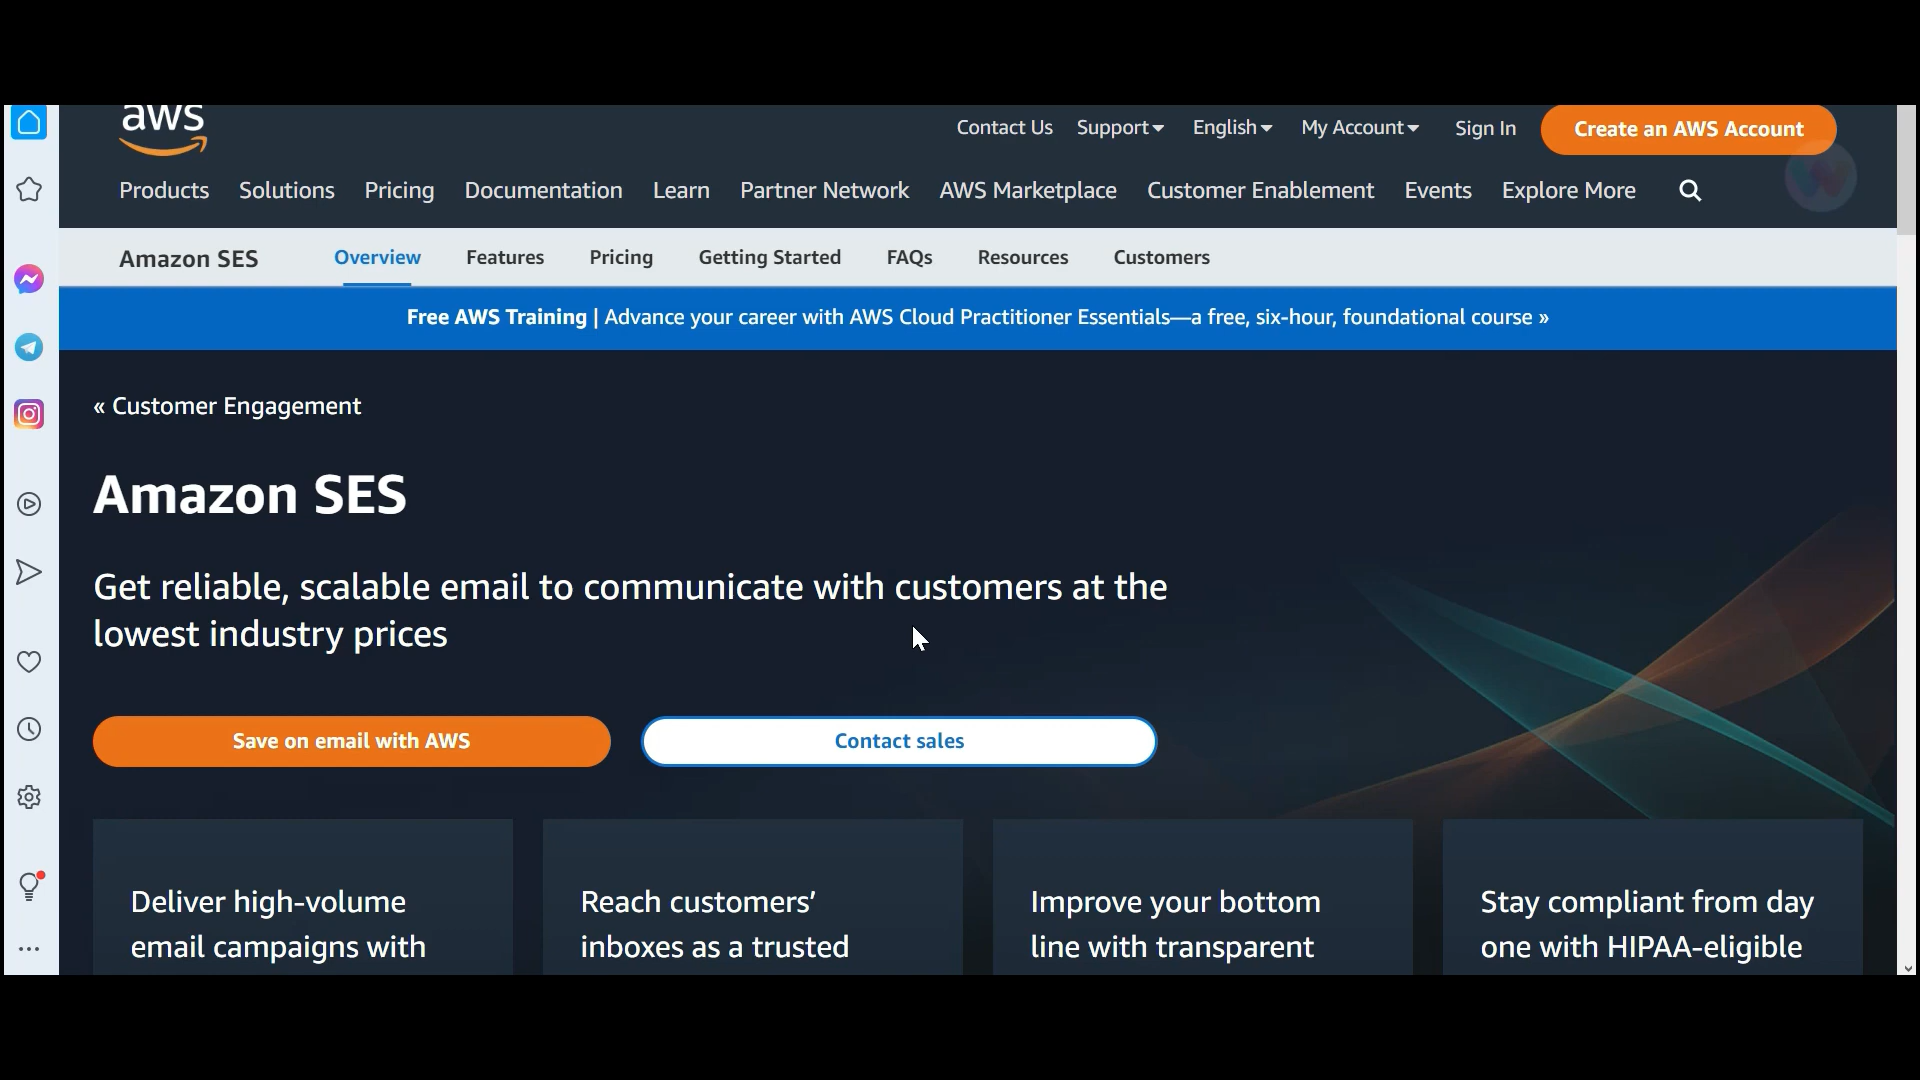 aws
Contact Us Support English My Account Sign In Create an AWS Account
Products Solutions Pricing Documentation Learn Partner Network AWS Marketplace Customer Enablement Events Explore More
Amazon SES Overview Features Pricing Getting Started FAQs Resources Customers
Free AWS Training | Advance your career with AWS Cloud Practitioner Essentials—a free, six-hour, foundational course »
« Customer Engagement
Amazon SES
Get reliable, scalable email to communicate with customers at the
lowest industry prices
Save on email with AWS Contact sales
Deliver high-volume
email campaigns with
Reach customers’
inboxes as a trusted
Improve your bottom
line with transparent
Stay compliant from day
one with HIPAA-eligible